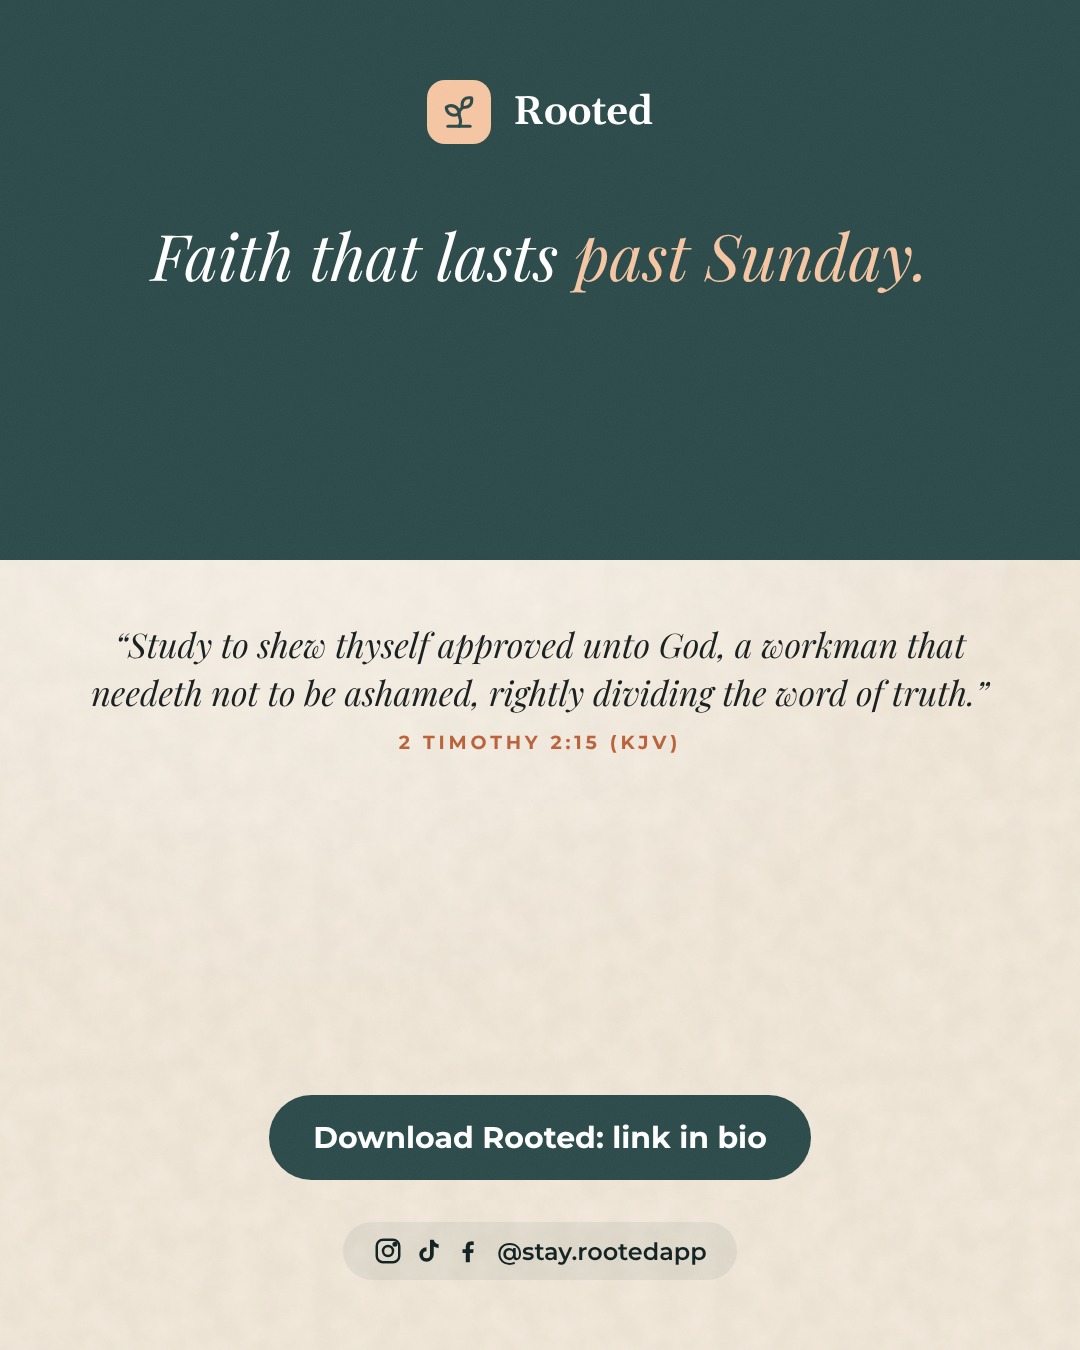 Rooted
Faith that lasts past Sunday.
“Study to shew thyself approved unto God, a workman that
needeth not to be ashamed, rightly dividing the word of truth.”
2 TIMOTHY 2:15 (KJV)
Download Rooted: link in bio
@stay.rootedapp